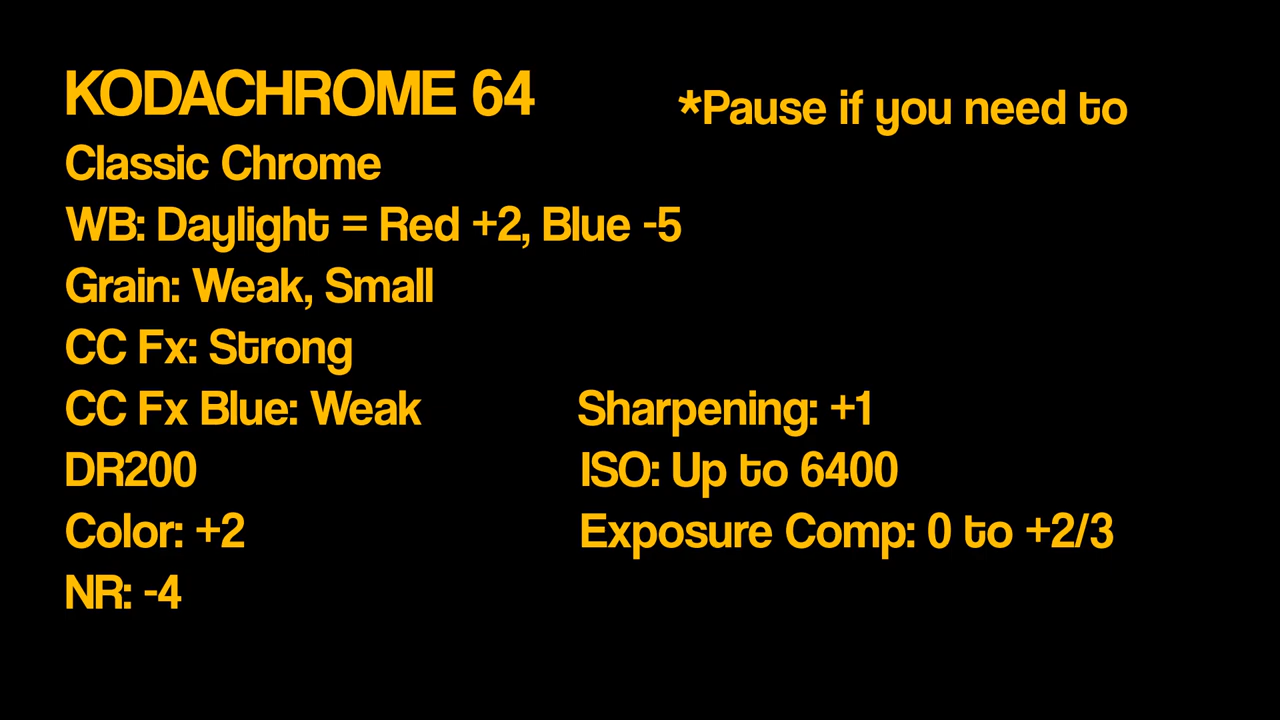 KODACHROME 64
*Pause if you need to
Classic Chrome
WB: Daylight = Red +2, Blue -5
Grain: Weak, Small
CC Fx: Strong
CC Fx Blue: Weak
DR200
Color: +2
NR: -4
Sharpening: +1
ISO: Up to 6400
Exposure Comp: 0 to +2/3